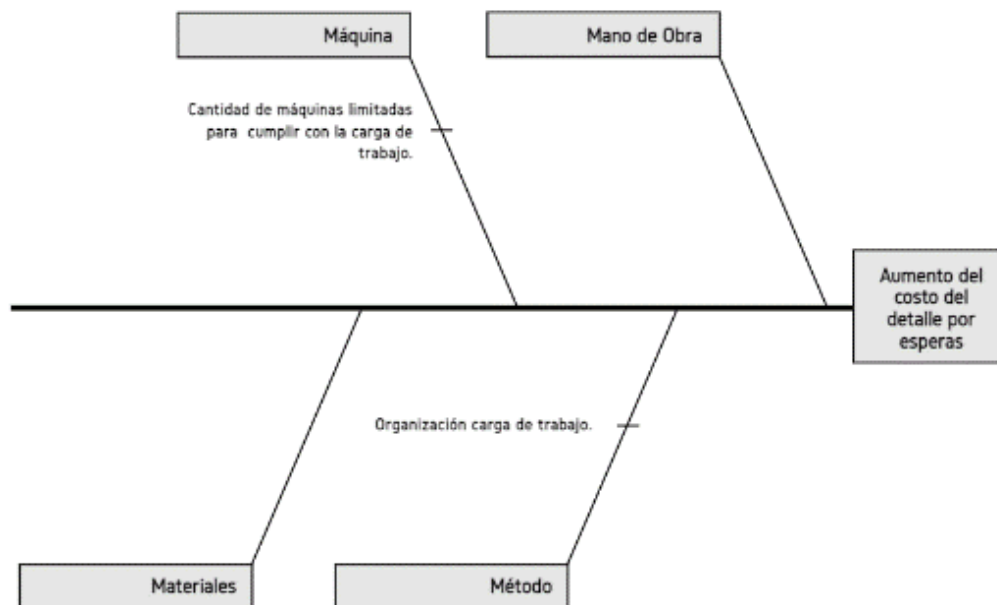 Máquina
Mano de Obra
Cantidad de máquinas limitadas
para cumplir con la carga de
trabajo.
Aumento del
costo del
detalle por
esperas
Organización carga de trabajo.
Materiales
Método